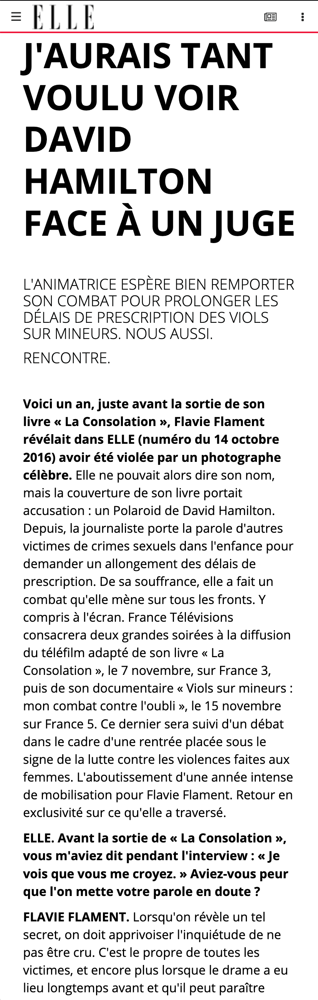 ELLE
J'AURAIS TANT
VOULU VOIR
DAVID
HAMILTON
FACE À UN JUGE
L'ANIMATRICE ESPÈRE BIEN REMPORTER
SON COMBAT POUR PROLONGER LES
DÉLAIS DE PRESCRIPTION DES VIOLS
SUR MINEURS. NOUS AUSSI.
RENCONTRE.
Voici un an, juste avant la sortie de son
livre « La Consolation », Flavie Flament
révélait dans ELLE (numéro du 14 octobre
2016) avoir été violée par un photographe
célèbre. Elle ne pouvait alors dire son nom,
mais la couverture de son livre portait
accusation : un Polaroid de David Hamilton.
Depuis, la journaliste porte la parole d'autres
victimes de crimes sexuels dans l'enfance pour
demander un allongement des délais de
prescription. De sa souffrance, elle a fait un
combat qu'elle mène sur tous les fronts. Y
compris à l'écran. France Télévisions
consacrera deux grandes soirées à la diffusion
du téléfilm adapté de son livre « La
Consolation », le 7 novembre, sur France 3,
puis de son documentaire « Viols sur mineurs :
mon combat contre l'oubli », le 15 novembre
sur France 5. Ce dernier sera suivi d'un débat
dans le cadre d'une rentrée placée sous le
signe de la lutte contre les violences faites aux
femmes. L'aboutissement d'une année intense
de mobilisation pour Flavie Flament. Retour en
exclusivité sur ce qu'elle a traversé.
ELLE. Avant la sortie de « La Consolation »,
vous m'aviez dit pendant l'interview : « Je
vois que vous me croyez. » Aviez-vous peur
que l'on mette votre parole en doute ?
FLAVIE FLAMENT. Lorsqu'on révèle un tel
secret, on doit apprivoiser l'inquiétude de ne
pas être cru. C'est le propre de toutes les
victimes, et encore plus lorsque le drame a eu
lieu longtemps avant et qu'il peut paraître